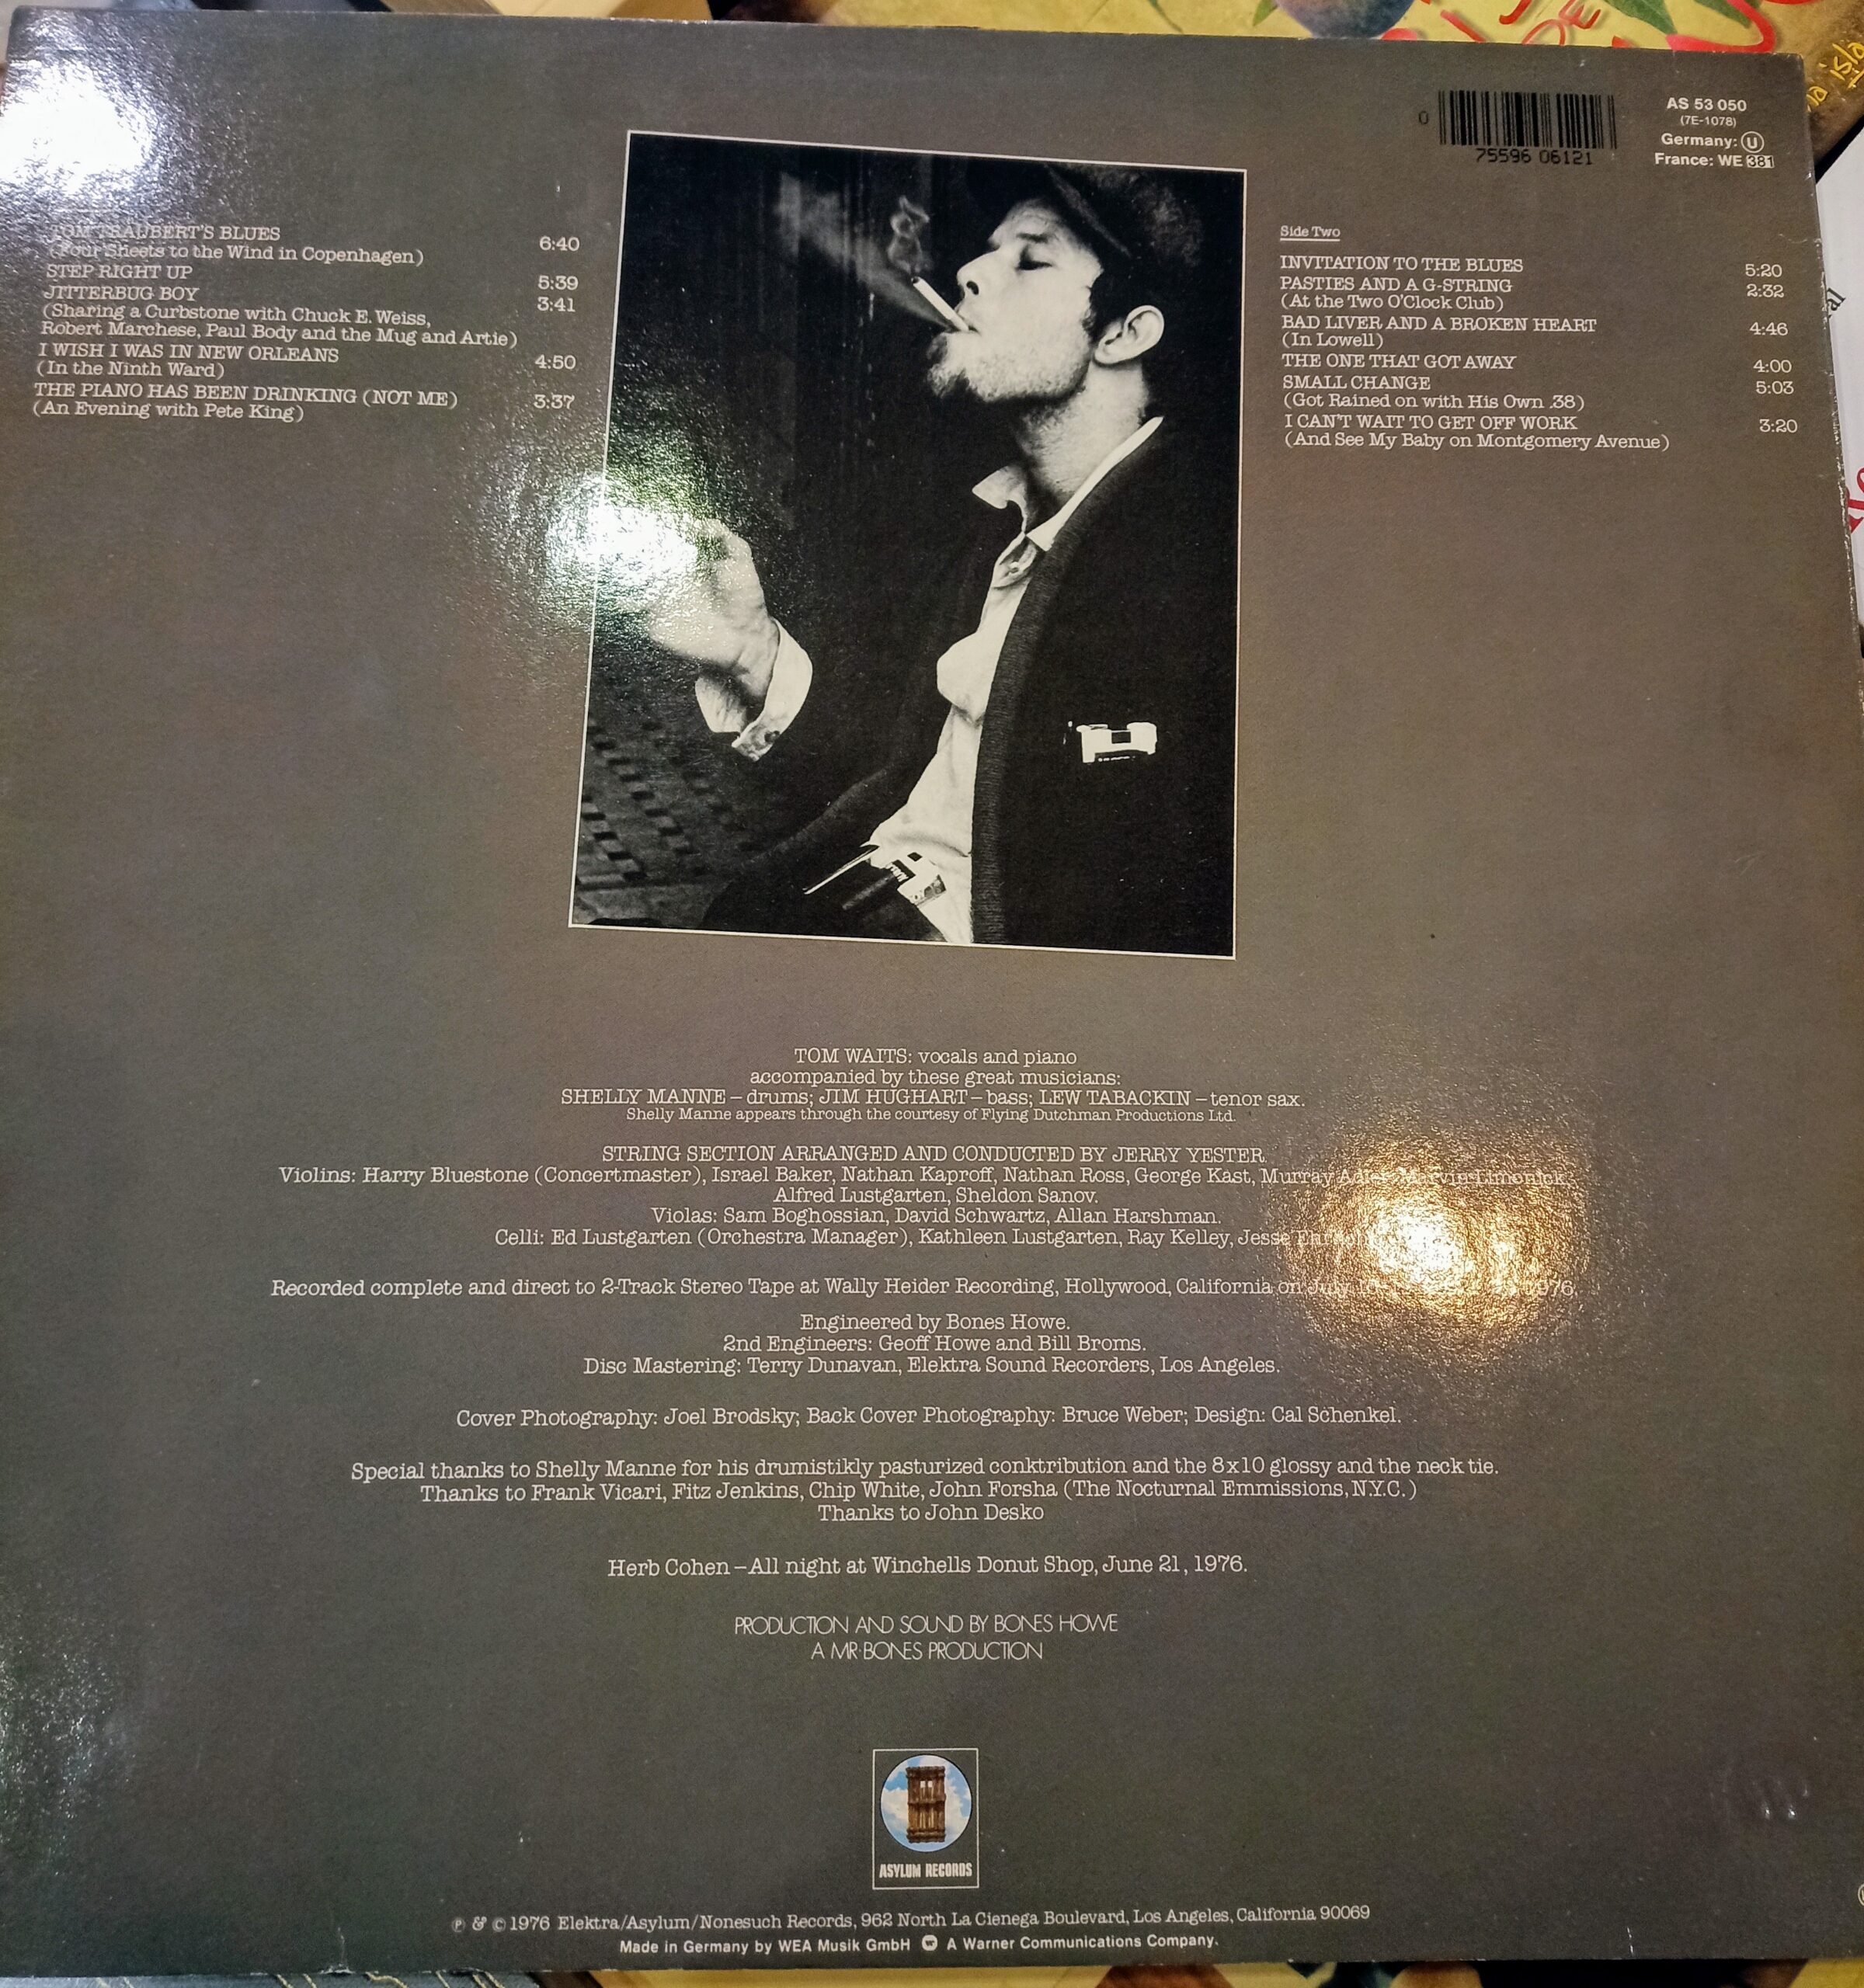 0
75596 06121
AS 53 050
(7E-1078)
Germany: U
France: WE 381
BLUES
(Four Sheets to the Wind in Copenhagen) 6:40
STEP RIGHT UP 5:39
JITTERBUG BOY 3:41
(Sharing a Curbstone with Chuck E. Weiss,
Robert Marchese, Paul Body and the Mug and Artie)
I WISH I WAS IN NEW ORLEANS 4:50
(In the Ninth Ward)
THE PIANO HAS BEEN DRINKING (NOT ME) 3:37
(An Evening with Pete King)
Side Two
INVITATION TO THE BLUES 5:20
PASTIES AND A G-STRING 2:32
(At the Two O'Clock Club)
BAD LIVER AND A BROKEN HEART 4:46
(In Lowell)
THE ONE THAT GOT AWAY 4:00
SMALL CHANGE 5:03
(Got Rained on with His Own .38)
I CAN'T WAIT TO GET OFF WORK 3:20
(And See My Baby on Montgomery Avenue)
TOM WAITS: vocals and piano
accompanied by these great musicians:
SHELLY MANNE – drums; JIM HUGHART – bass; LEW TABACKIN – tenor sax.
Shelly Manne appears through the courtesy of Flying Dutchman Productions Ltd.
STRING SECTION ARRANGED AND CONDUCTED BY JERRY YESTER.
Violins: Harry Bluestone (Concertmaster), Israel Baker, Nathan Kaproff, Nathan Ross, George Kast, Murray
Alfred Lustgarten, Sheldon Sanov.
Violas: Sam Boghossian, David Schwartz, Allan Harshman.
Celli: Ed Lustgarten (Orchestra Manager), Kathleen Lustgarten, Ray Kelley, Jesse
Recorded complete and direct to 2-Track Stereo Tape at Wally Heider Recording, Hollywood, California on July
Engineered by Bones Howe.
2nd Engineers: Geoff Howe and Bill Broms.
Disc Mastering: Terry Dunavan, Elektra Sound Recorders, Los Angeles.
Cover Photography: Joel Brodsky; Back Cover Photography: Bruce Weber; Design: Cal Schenkel.
Special thanks to Shelly Manne for his drumistikly pasturized conktribution and the 8x10 glossy and the neck tie.
Thanks to Frank Vicari, Fitz Jenkins, Chip White, John Forsha (The Nocturnal Emmissions, N.Y.C.)
Thanks to John Desko
Herb Cohen – All night at Winchells Donut Shop, June 21, 1976.
PRODUCTION AND SOUND BY BONES HOWE
A MR·BONES PRODUCTION
ASYLUM RECORDS
℗ & © 1976 Elektra/Asylum/Nonesuch Records, 962 North La Cienega Boulevard, Los Angeles, California 90069
Made in Germany by WEA Musik GmbH A Warner Communications Company.